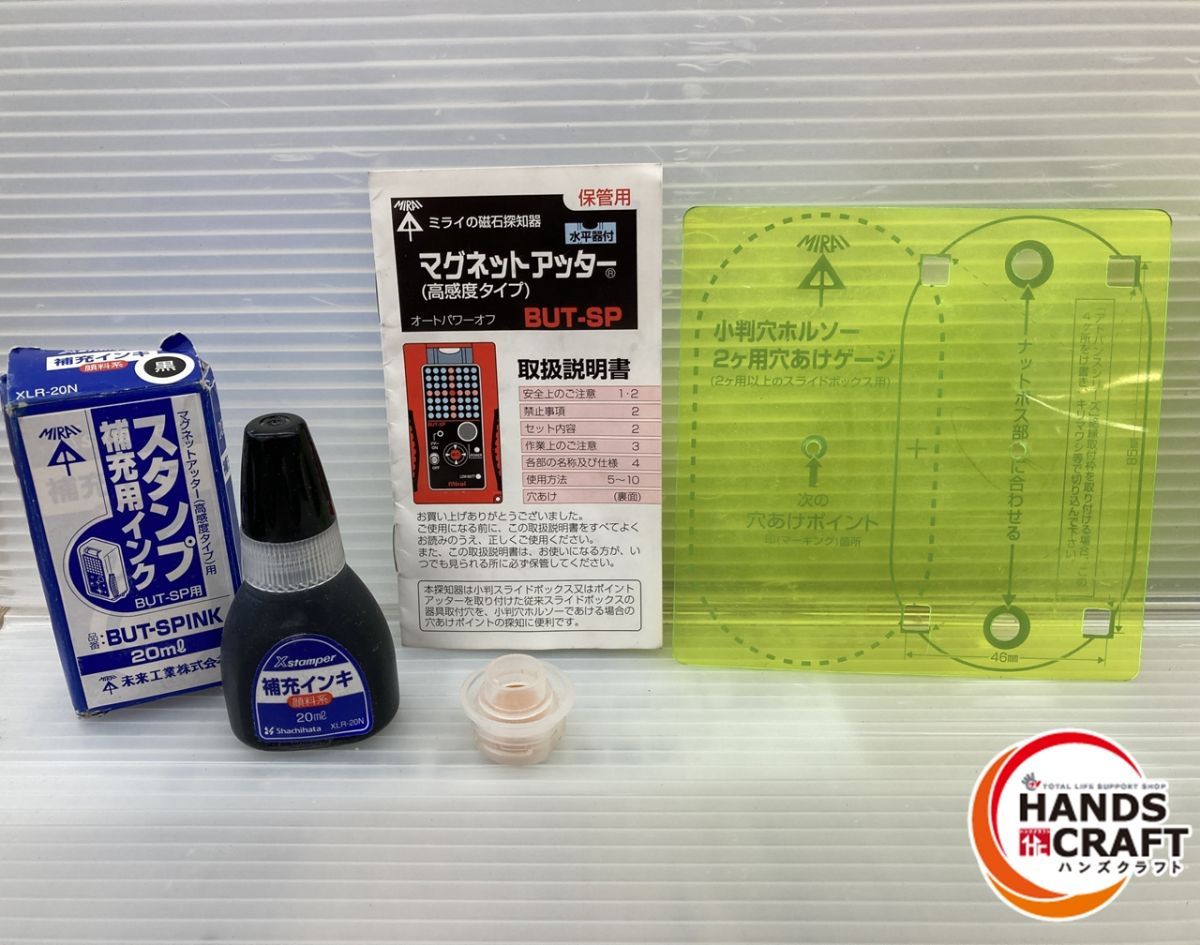 補充インキ
顔料系
黒
XLR-20N
MIRAI
マグネットアッター(高感度タイプ)用
スタンプ
補充用インク
BUT-SP用
品番:BUT-SPINK
20mℓ
未来工業株式会
Xstamper
補充インキ
顔料系
20mℓ
Shachihata XLR-20N
保管用
MIRAI
ミライの磁石探知器
水平器付
マグネットアッター®
(高感度タイプ)
オートパワーオフ BUT-SP
取扱説明書
安全上のご注意 1・2
禁止事項 2
セット内容 2
作業上のご注意 3
各部の名称及び仕様 4
使用方法 5~10
穴あけ (裏面)
BUT-SP
ON
OFF
mirai
お買い上げありがとうございました。
ご使用になる前に、この取扱説明書をすべてよく
お読みのうえ、正しくご使用ください。
また、この取扱説明書は、お使いになる方が、い
つでも見られる所に必ず保管してください。
本探知器は小判スライドボックス又はポイント
アッターを取り付けた従来スライドボックスの
器具取付穴を、小判穴ホルソーであける場合の
穴あけポイントの探知に便利です。
MIRAI
小判穴ホルソー
2ヶ用穴あけゲージ
(2ヶ用以上のスライドボックス用)
次の
穴あけポイント
印(マーキング)箇所
ナットボス部に合わせる
46㎜
TOTAL LIFE SUPPORT SHOP
HANDS
CRAFT
ハンズクラフト